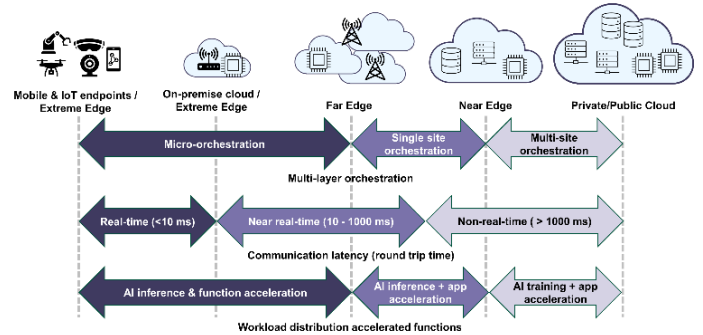 Mobile & IoT endpoints /
Extreme Edge
On-premise cloud /
Extreme Edge
Far Edge
Near Edge
Private/Public Cloud
Micro-orchestration
Single site
orchestration
Multi-site
orchestration
Multi-layer orchestration
Real-time (<10 ms)
Near real-time (10 - 1000 ms)
Non-real-time ( > 1000 ms)
Communication latency (round trip time)
AI inference & function acceleration
AI inference + app
acceleration
AI training + app
acceleration
Workload distribution accelerated functions